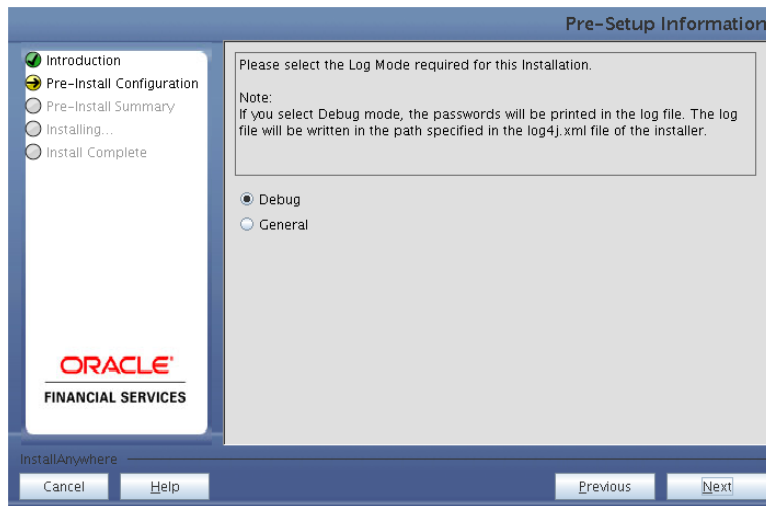 Pre-Setup Information
Introduction
Pre-Install Configuration
Pre-Install Summary
Installing...
Install Complete
Please select the Log Mode required for this Installation.
Note:
If you select Debug mode, the passwords will be printed in the log file. The log
file will be written in the path specified in the log4j.xml file of the installer.
Debug
General
ORACLE
FINANCIAL SERVICES
InstallAnywhere
Cancel
Help
Previous
Next